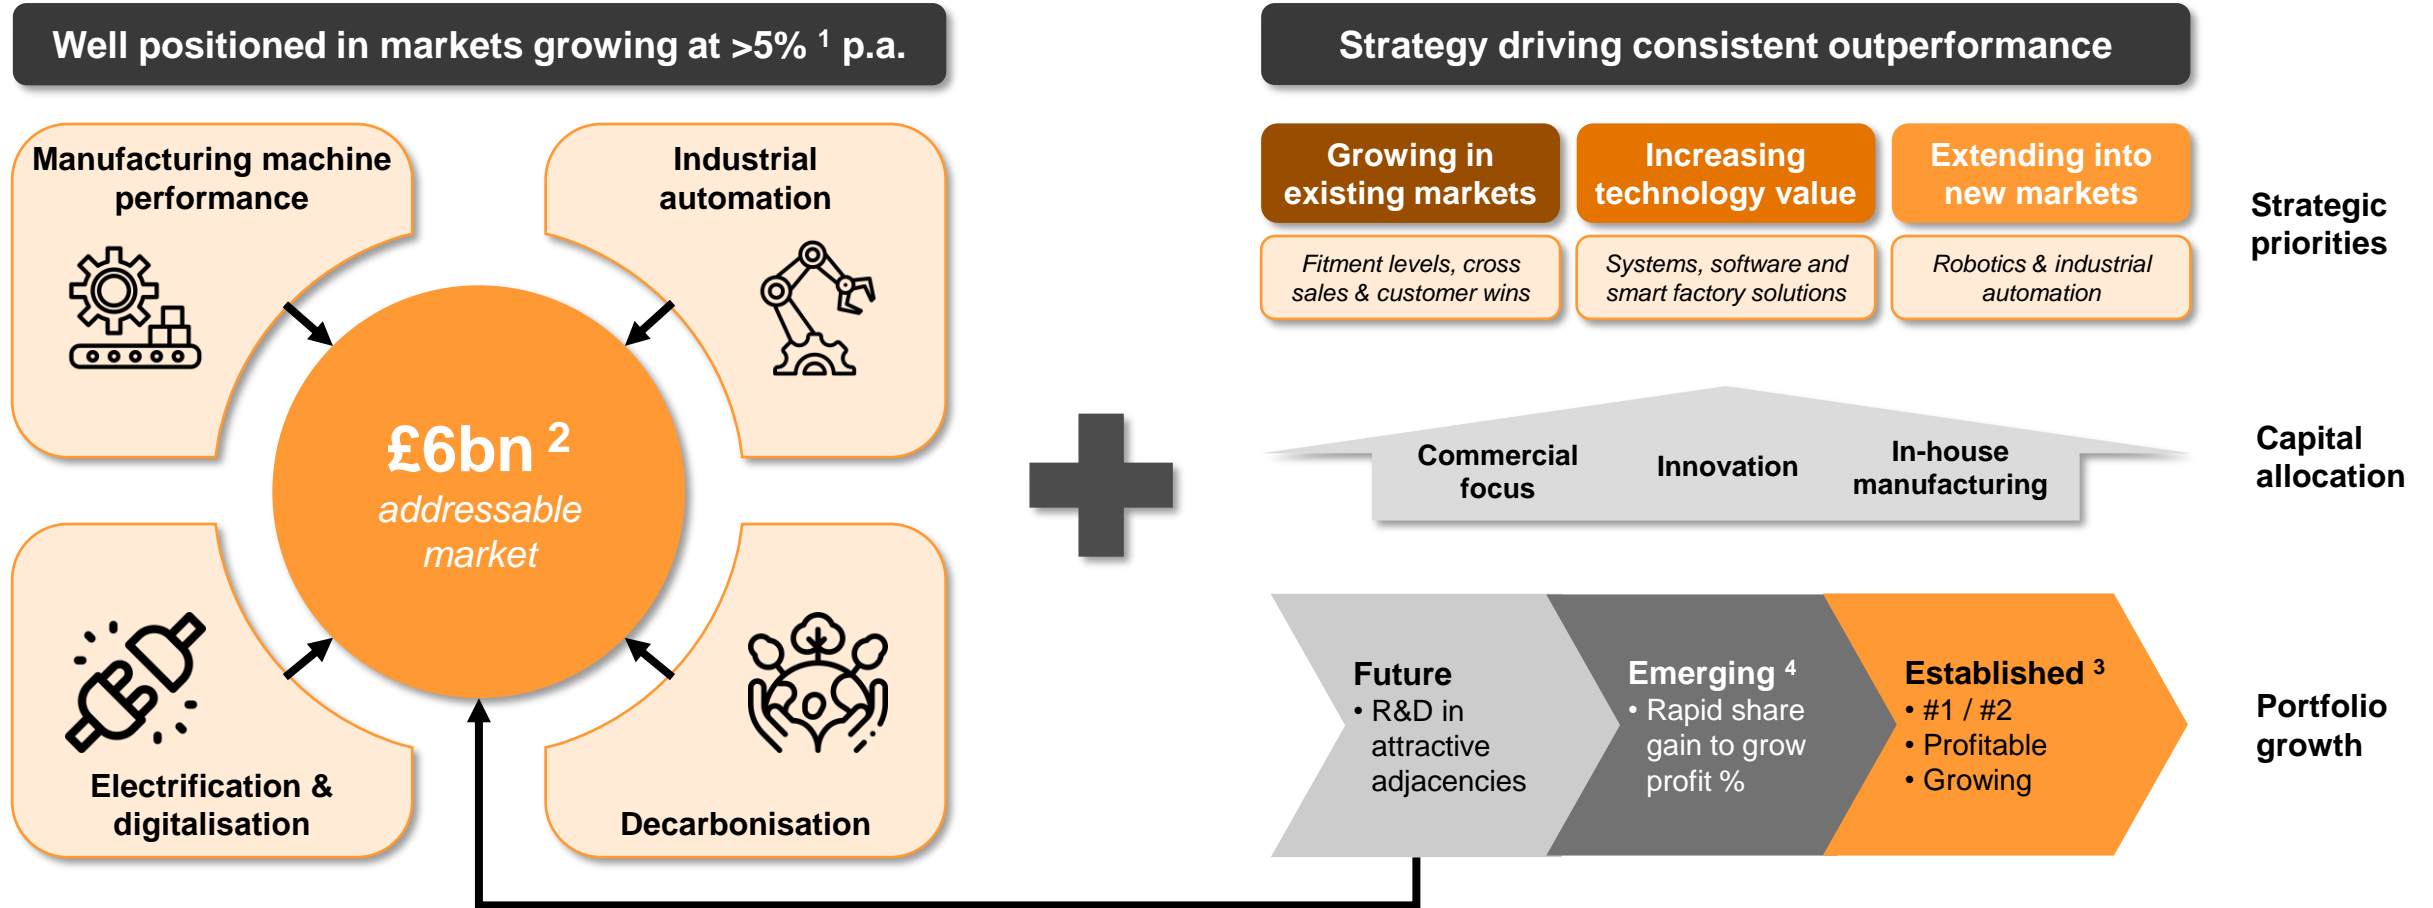 Well positioned in markets growing at >5% 1 p.a.
Manufacturing machine
performance
Industrial
automation
£6bn 2
addressable
market
Electrification &
digitalisation
Decarbonisation
Strategy driving consistent outperformance
Growing in
existing markets
Increasing
technology value
Extending into
new markets
Fitment levels, cross
sales & customer wins
Systems, software and
smart factory solutions
Robotics & industrial
automation
Strategic
priorities
Commercial
focus
Innovation
In-house
manufacturing
Capital
allocation
Future
• R&D in
attractive
adjacencies
Emerging 4
• Rapid share
gain to grow
profit %
Established 3
• #1 / #2
• Profitable
• Growing
Portfolio
growth